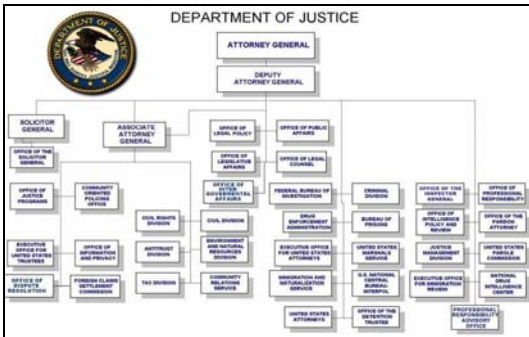 DEPARTMENT OF JUSTICE
DEPARTMENT OF JUSTICE
ATTORNEY GENERAL
DEPUTY
ATTORNEY GENERAL
SOLICITOR
GENERAL
ASSOCIATE
ATTORNEY
GENERAL
OFFICE OF THE
SOLICITOR
GENERAL
OFFICE OF
LEGAL POLICY
OFFICE OF PUBLIC
AFFAIRS
OFFICE OF
LEGISLATIVE
AFFAIRS
OFFICE OF LEGAL
COUNSEL
OFFICE OF
INTER
GOVERNMENTAL
AFFAIRS
OFFICE OF
JUSTICE
PROGRAMS
COMMUNITY
ORIENTED
POLICING
OFFICE
EXECUTIVE
OFFICE FOR
UNITED STATES
TRUSTEES
OFFICE OF
INFORMATION
AND PRIVACY
OFFICE OF
DISPUTE
RESOLUTION
FOREIGN CLAIMS
SETTLEMENT
COMMISSION
CIVIL RIGHTS
DIVISION
CIVIL DIVISION
ANTITRUST
DIVISION
ENVIRONMENT
AND NATURAL
RESOURCES
DIVISION
TAX DIVISION
COMMUNITY
RELATIONS
SERVICE
FEDERAL BUREAU OF
INVESTIGATION
CRIMINAL
DIVISION
DRUG
ENFORCEMENT
ADMINISTRATION
BUREAU OF
PRISONS
EXECUTIVE OFFICE FOR
UNITED STATES
ATTORNEYS
UNITED STATES
MARSHALS
SERVICE
IMMIGRATION AND
NATURALIZATION
SERVICE
U.S. NATIONAL
CENTRAL
BUREAU-
INTERPOL
UNITED STATES
ATTORNEYS
OFFICE OF
THE DETENTION
TRUSTEE
OFFICE OF THE
INSPECTOR
GENERAL
OFFICE OF
PROFESSIONAL
RESPONSIBILITY
OFFICE OF
INTELLIGENCE
POLICY AND
REVIEW
OFFICE OF
THE PARDON
ATTORNEY
JUSTICE
MANAGEMENT
DIVISION
UNITED STATES
PAROLE
COMMISSION
EXECUTIVE OFFICE FOR
IMMIGRATION REVIEW
NATIONAL
DRUG
INTELLIGENCE
CENTER
PROFESSIONAL
RESPONSIBILITY
ADVISORY
OFFICE